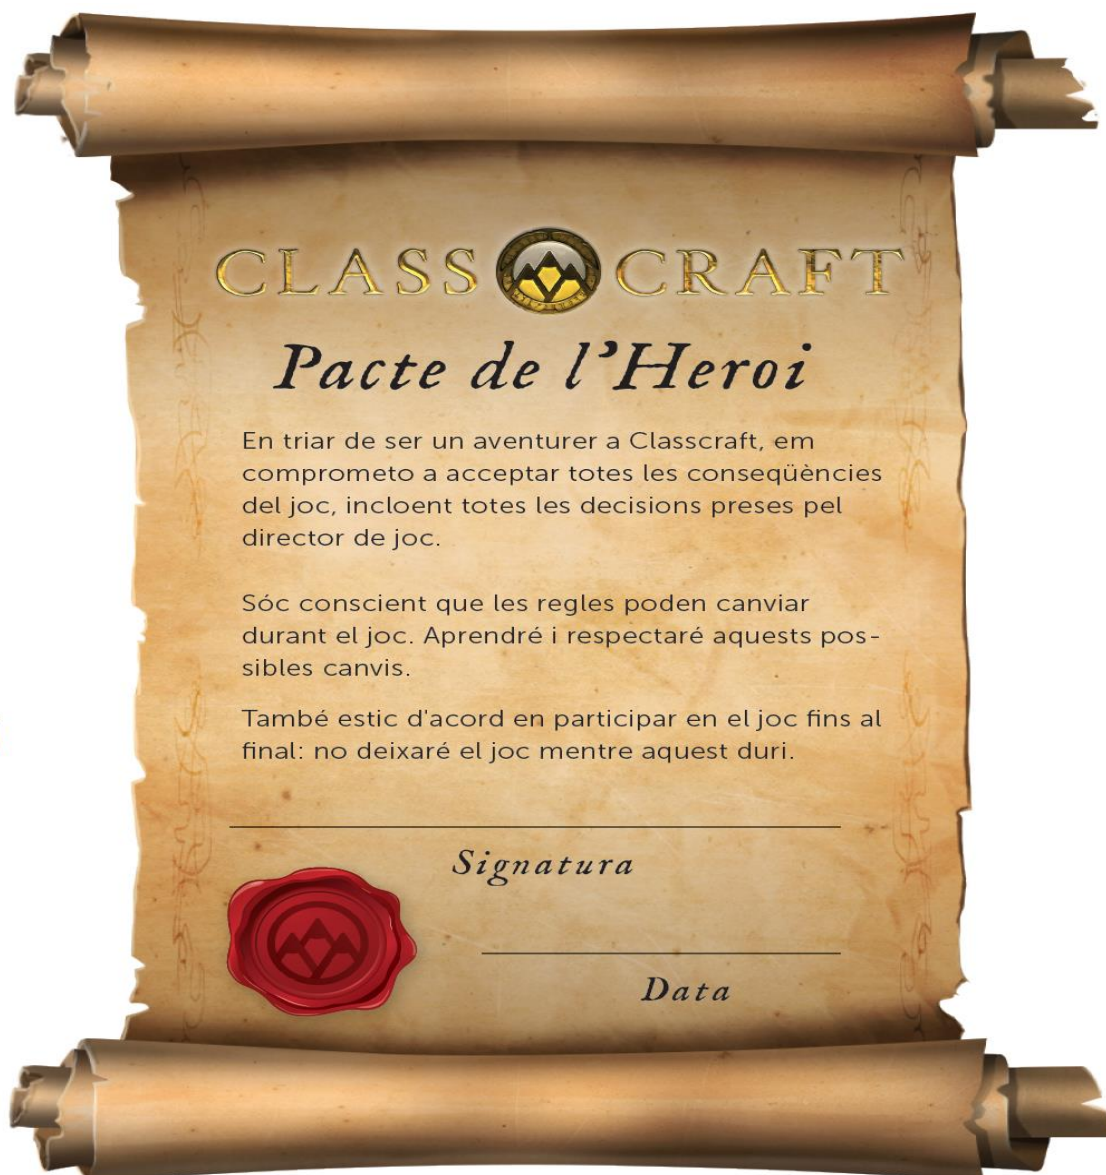 CLASS CRAFT
Pacte de l'Heroi
En triar de ser un aventurer a Classcraft, em
comprometo a acceptar totes les conseqüències
del joc, incloent totes les decisions preses pel
director de joc.
Sóc conscient que les regles poden canviar
durant el joc. Aprendré i respectaré aquests pos-
sibles canvis.
També estic d'acord en participar en el joc fins al
final: no deixaré el joc mentre aquest duri.
Signatura
Data